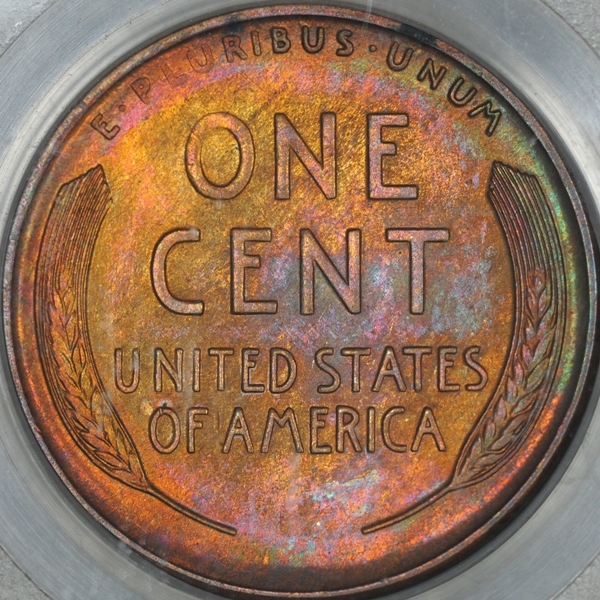 E·PLURIBUS·UNUM
ONE
CENT
UNITED STATES
OF AMERICA